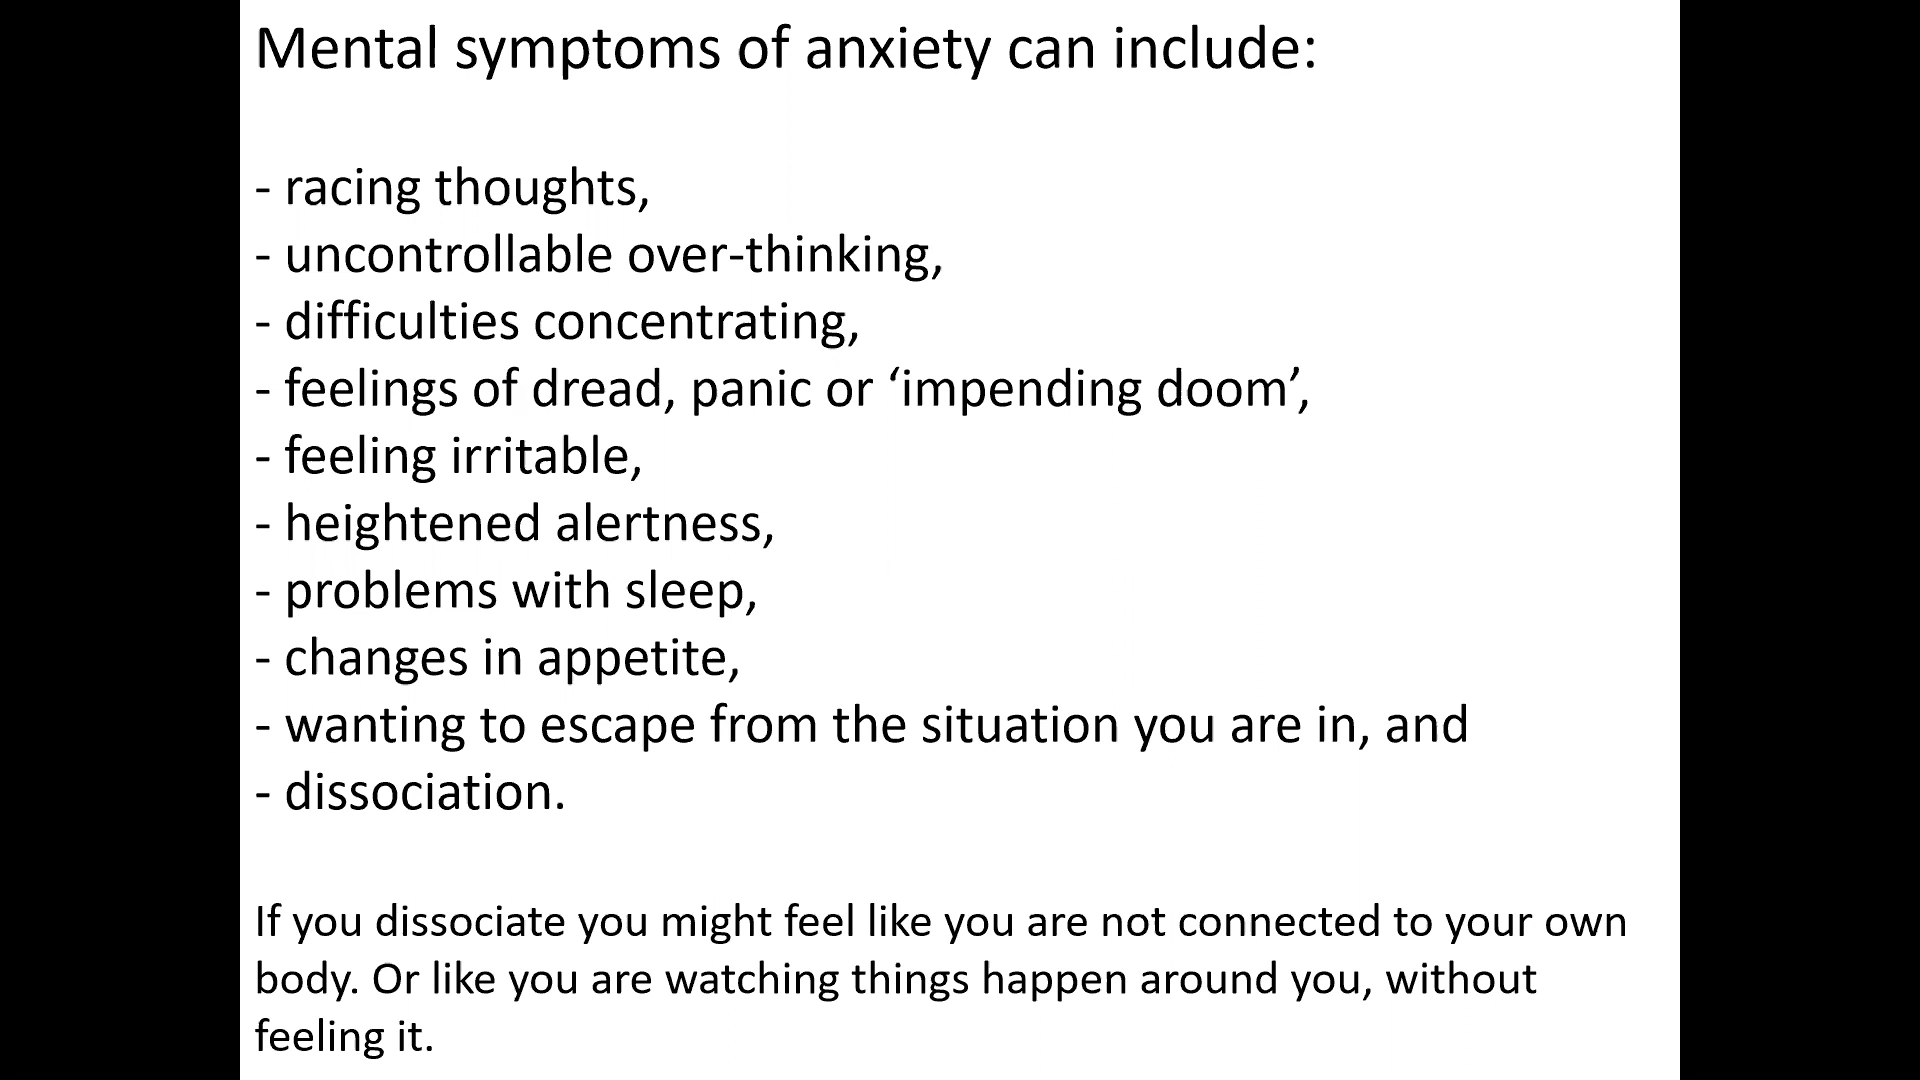 Mental symptoms of anxiety can include:
- racing thoughts,
- uncontrollable over-thinking,
- difficulties concentrating,
- feelings of dread, panic or ‘impending doom’,
- feeling irritable,
- heightened alertness,
- problems with sleep,
- changes in appetite,
- wanting to escape from the situation you are in, and
- dissociation.
If you dissociate you might feel like you are not connected to your own
body. Or like you are watching things happen around you, without
feeling it.